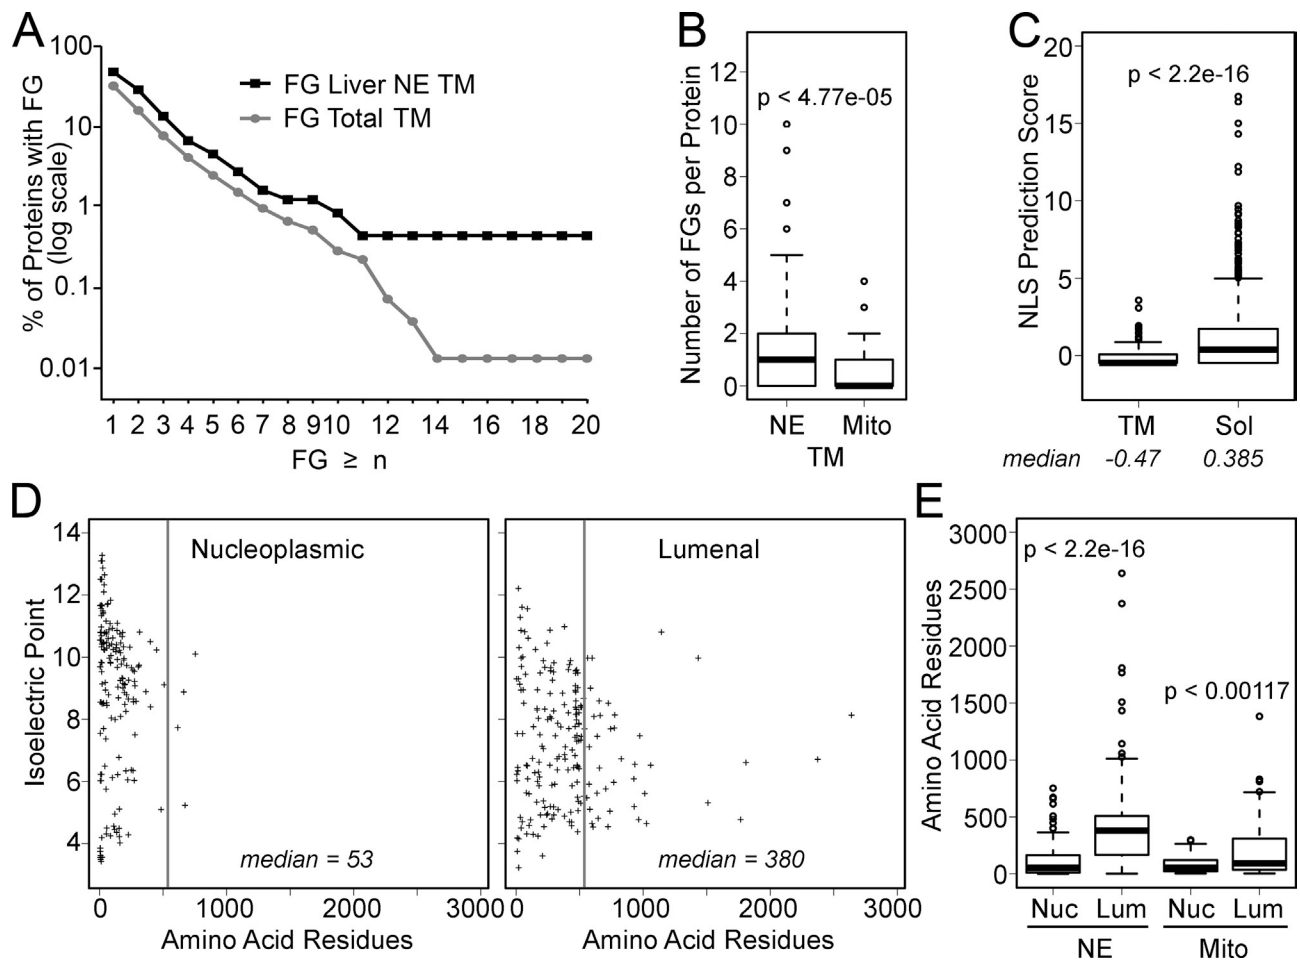 A
% of Proteins with FG
(log scale)
100
10
1
0.1
0.01
FG Liver NE TM
FG Total TM
1 2 3 4 5 6 7 8 9 10 12 14 16 18 20
FG ≥ n
B
Number of FGs per Protein
12
10
8
6
4
2
0
p < 4.77e-05
NE Mito
TM
C
NLS Prediction Score
20
15
10
5
0
p < 2.2e-16
TM Sol
median -0.47 0.385
D
Isoelectric Point
14
12
10
8
6
4
Nucleoplasmic
median = 53
0 1000 2000 3000
Amino Acid Residues
Lumenal
median = 380
0 1000 2000 3000
Amino Acid Residues
E
Amino Acid Residues
3000
2500
2000
1500
1000
500
0
p < 2.2e-16
p < 0.00117
Nuc Lum Nuc Lum
NE Mito